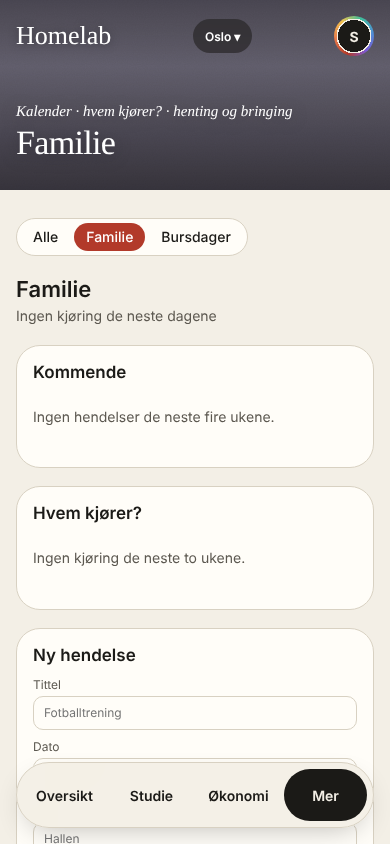 Homelab
Oslo ▾
S
Kalender · hvem kjører? · henting og bringing
Familie
Alle
Familie
Bursdager
Familie
Ingen kjøring de neste dagene
Kommende
Ingen hendelser de neste fire ukene.
Hvem kjører?
Ingen kjøring de neste to ukene.
Ny hendelse
Tittel
Fotballtrening
Dato
Oversikt
Studie
Økonomi
Mer
Hallen